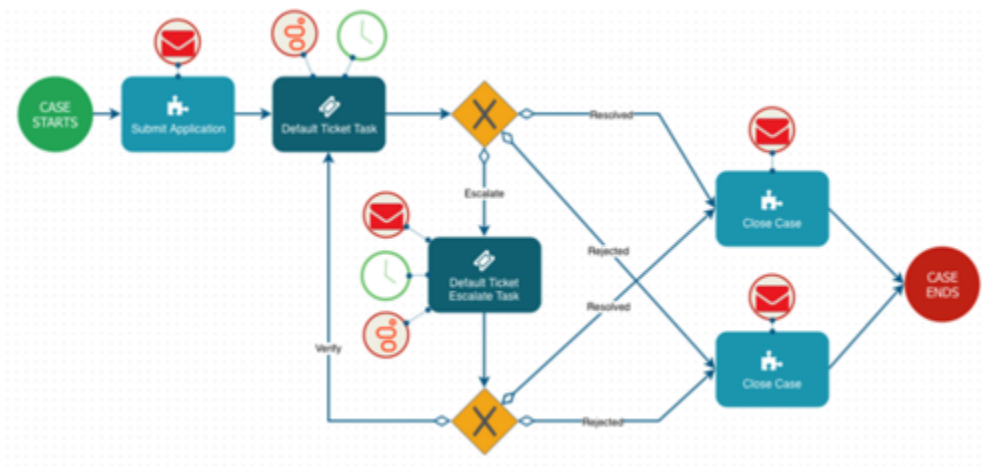 CASE
STARTS
Submit Application
Default Ticket Task
Resolved
Escalate
Close Case
Rejected
Default Ticket
Escalate Task
CASE
ENDS
Resolved
Verify
Close Case
Rejected